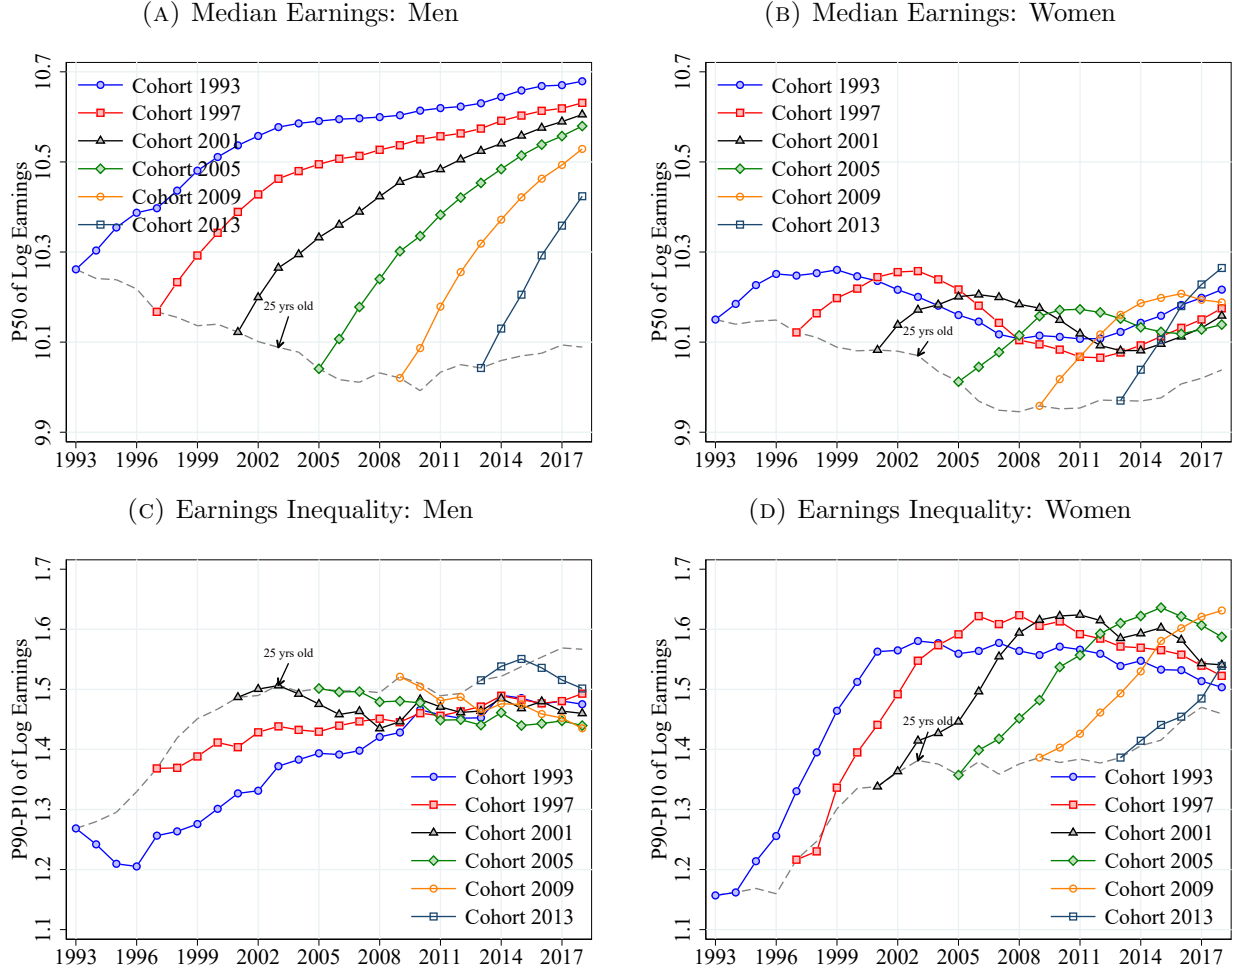 (A) Median Earnings: Men
P50 of Log Earnings
10.7
10.5
10.3
10.1
9.9
Cohort 1993
Cohort 1997
Cohort 2001
Cohort 2005
Cohort 2009
Cohort 2013
25 yrs old
1993 1996 1999 2002 2005 2008 2011 2014 2017
(B) Median Earnings: Women
P50 of Log Earnings
10.7
10.5
10.3
10.1
9.9
Cohort 1993
Cohort 1997
Cohort 2001
Cohort 2005
Cohort 2009
Cohort 2013
25 yrs old
1993 1996 1999 2002 2005 2008 2011 2014 2017
(C) Earnings Inequality: Men
P90-P10 of Log Earnings
1.7
1.6
1.5
1.4
1.3
1.2
1.1
25 yrs old
Cohort 1993
Cohort 1997
Cohort 2001
Cohort 2005
Cohort 2009
Cohort 2013
1993 1996 1999 2002 2005 2008 2011 2014 2017
(D) Earnings Inequality: Women
P90-P10 of Log Earnings
1.7
1.6
1.5
1.4
1.3
1.2
1.1
25 yrs old
Cohort 1993
Cohort 1997
Cohort 2001
Cohort 2005
Cohort 2009
Cohort 2013
1993 1996 1999 2002 2005 2008 2011 2014 2017